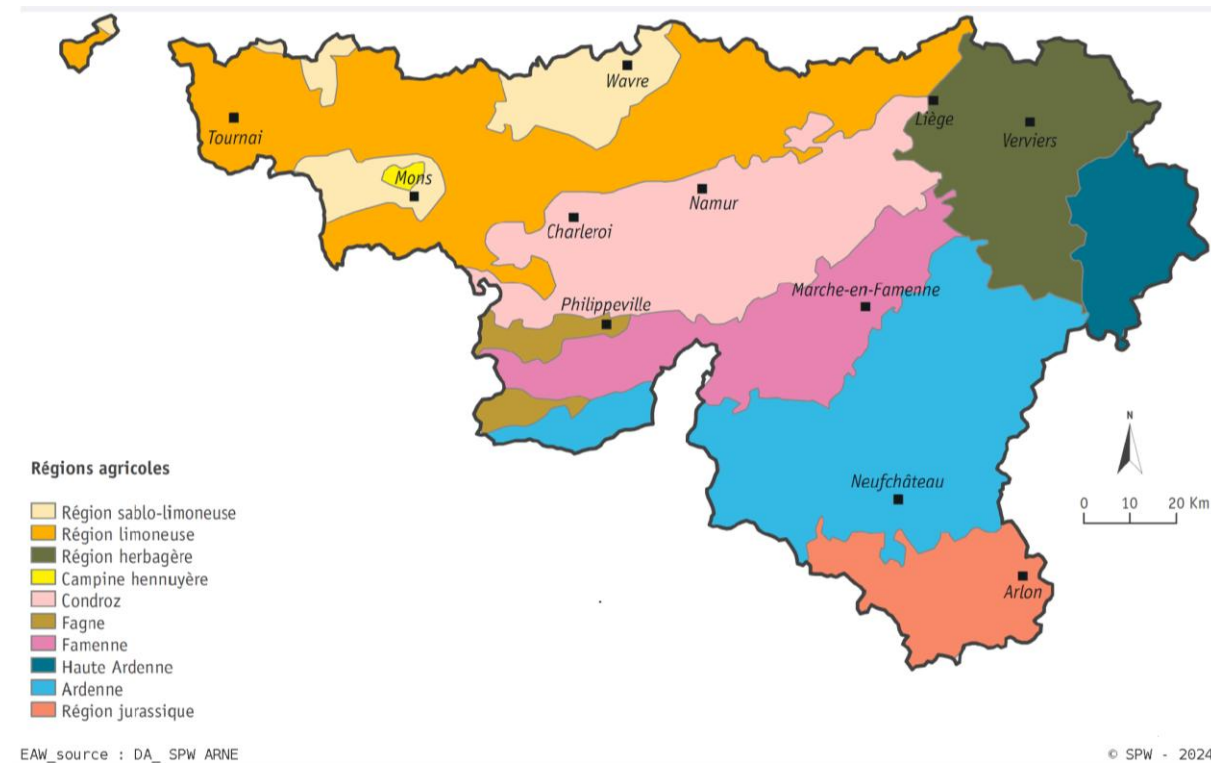 Wavre
Tournai
Liège
Verviers
Mons
Namur
Charleroi
Marche-en-Famenne
Philippeville
N
Neufchâteau
0 10 20 Km
Arlon
Régions agricoles
Région sablo-limoneuse
Région limoneuse
Région herbagère
Campine hennuyère
Condroz
Fagne
Famenne
Haute Ardenne
Ardenne
Région jurassique
EAW_source : DA_ SPW ARNE
© SPW - 2024